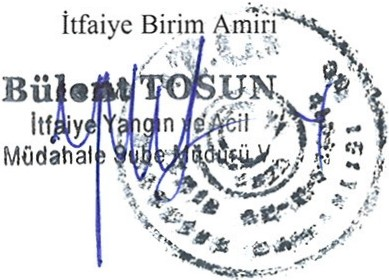 İtfaiye Birim Amiri
Bülent TOSUN
İtfaiye Yangın ve Acil
Müdahale Şube Müdürü V.